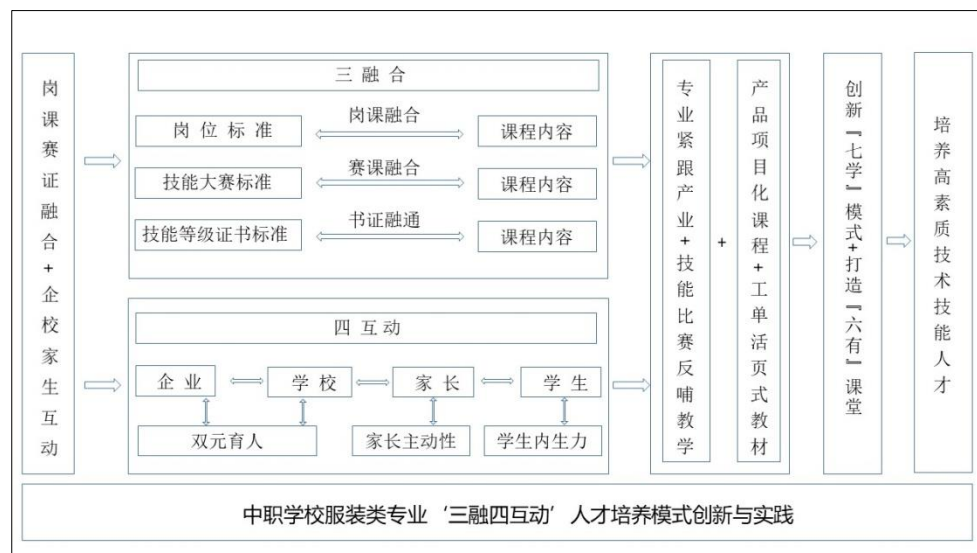 岗课赛证融合+企校家生互动
三融合
岗位标准
岗课融合
课程内容
技能大赛标准
赛课融合
课程内容
技能等级证书标准
书证融通
课程内容
四互动
企业
学校
家长
学生
双元育人
家长主动性
学生内生力
专业紧跟产业+技能比赛反哺教学
+
产品项目化课程+工单活页式教材
创新『七学』模式+打造『六有』课堂
培养高素质技术技能人才
中职学校服装类专业‘三融四互动’人才培养模式创新与实践